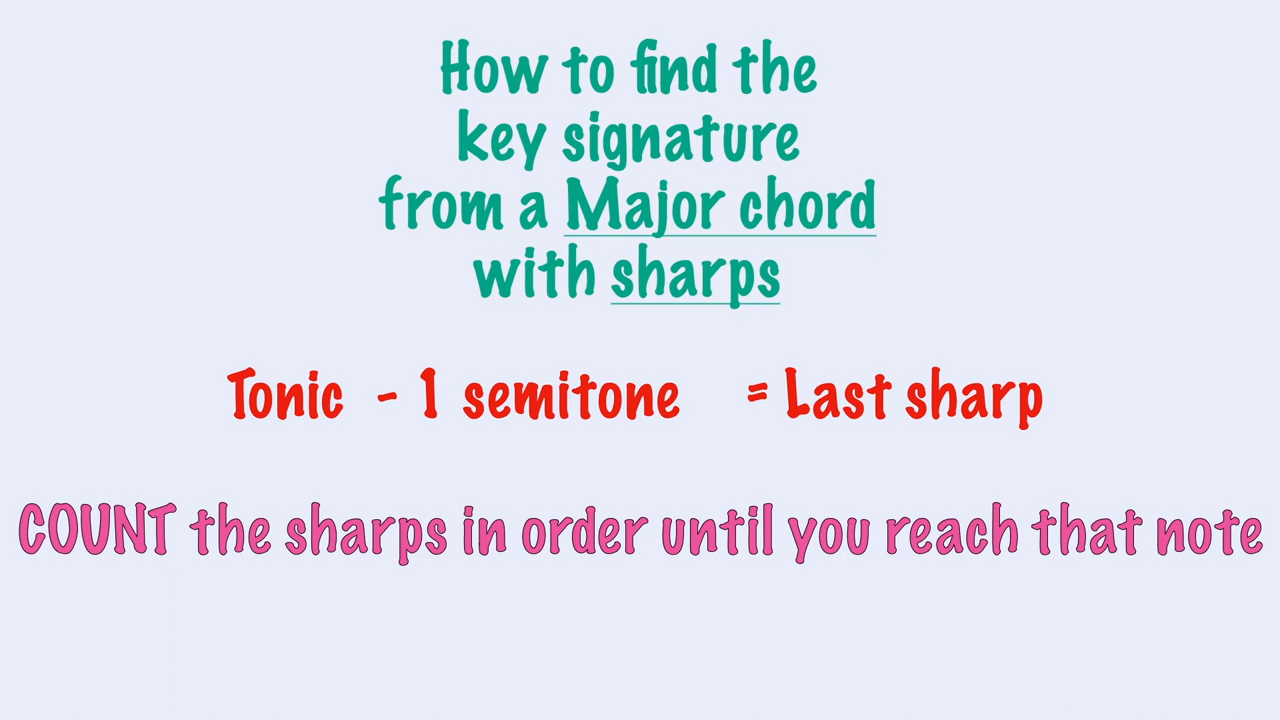 How to find the
key signature
from a Major chord
with sharps
Tonic - 1 semitone = Last sharp
COUNT the sharps in order until you reach that note